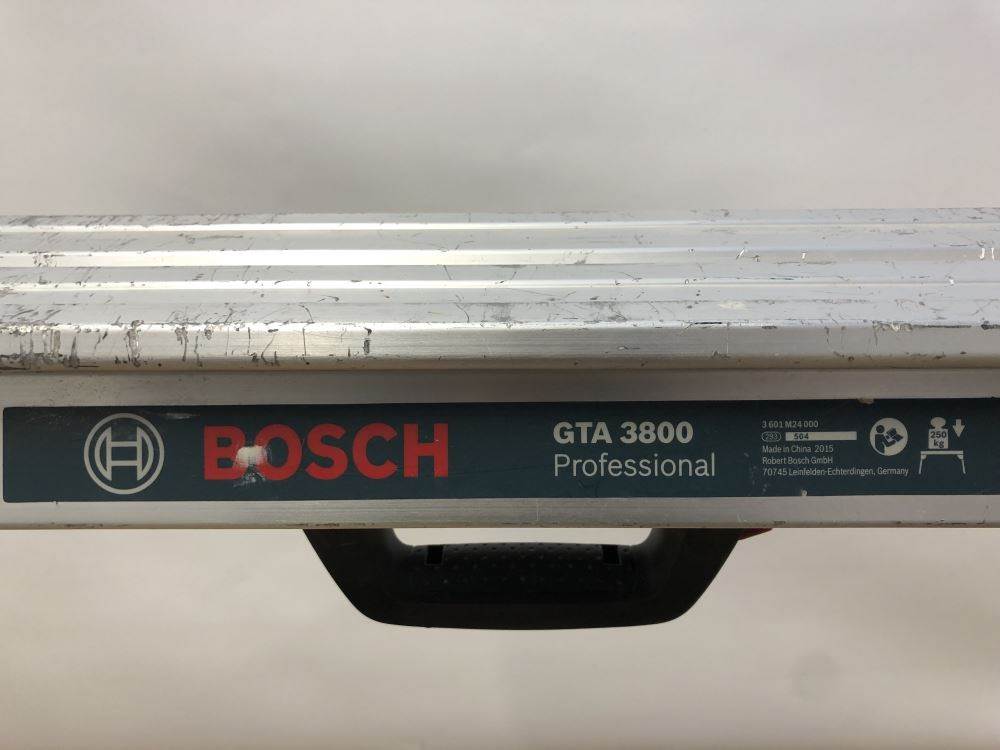 BOSCH
GTA 3800
Professional
3 601 M24 000
293 504
Made in China 2015
Robert Bosch GmbH
70745 Leinfelden-Echterdingen, Germany
250
kg